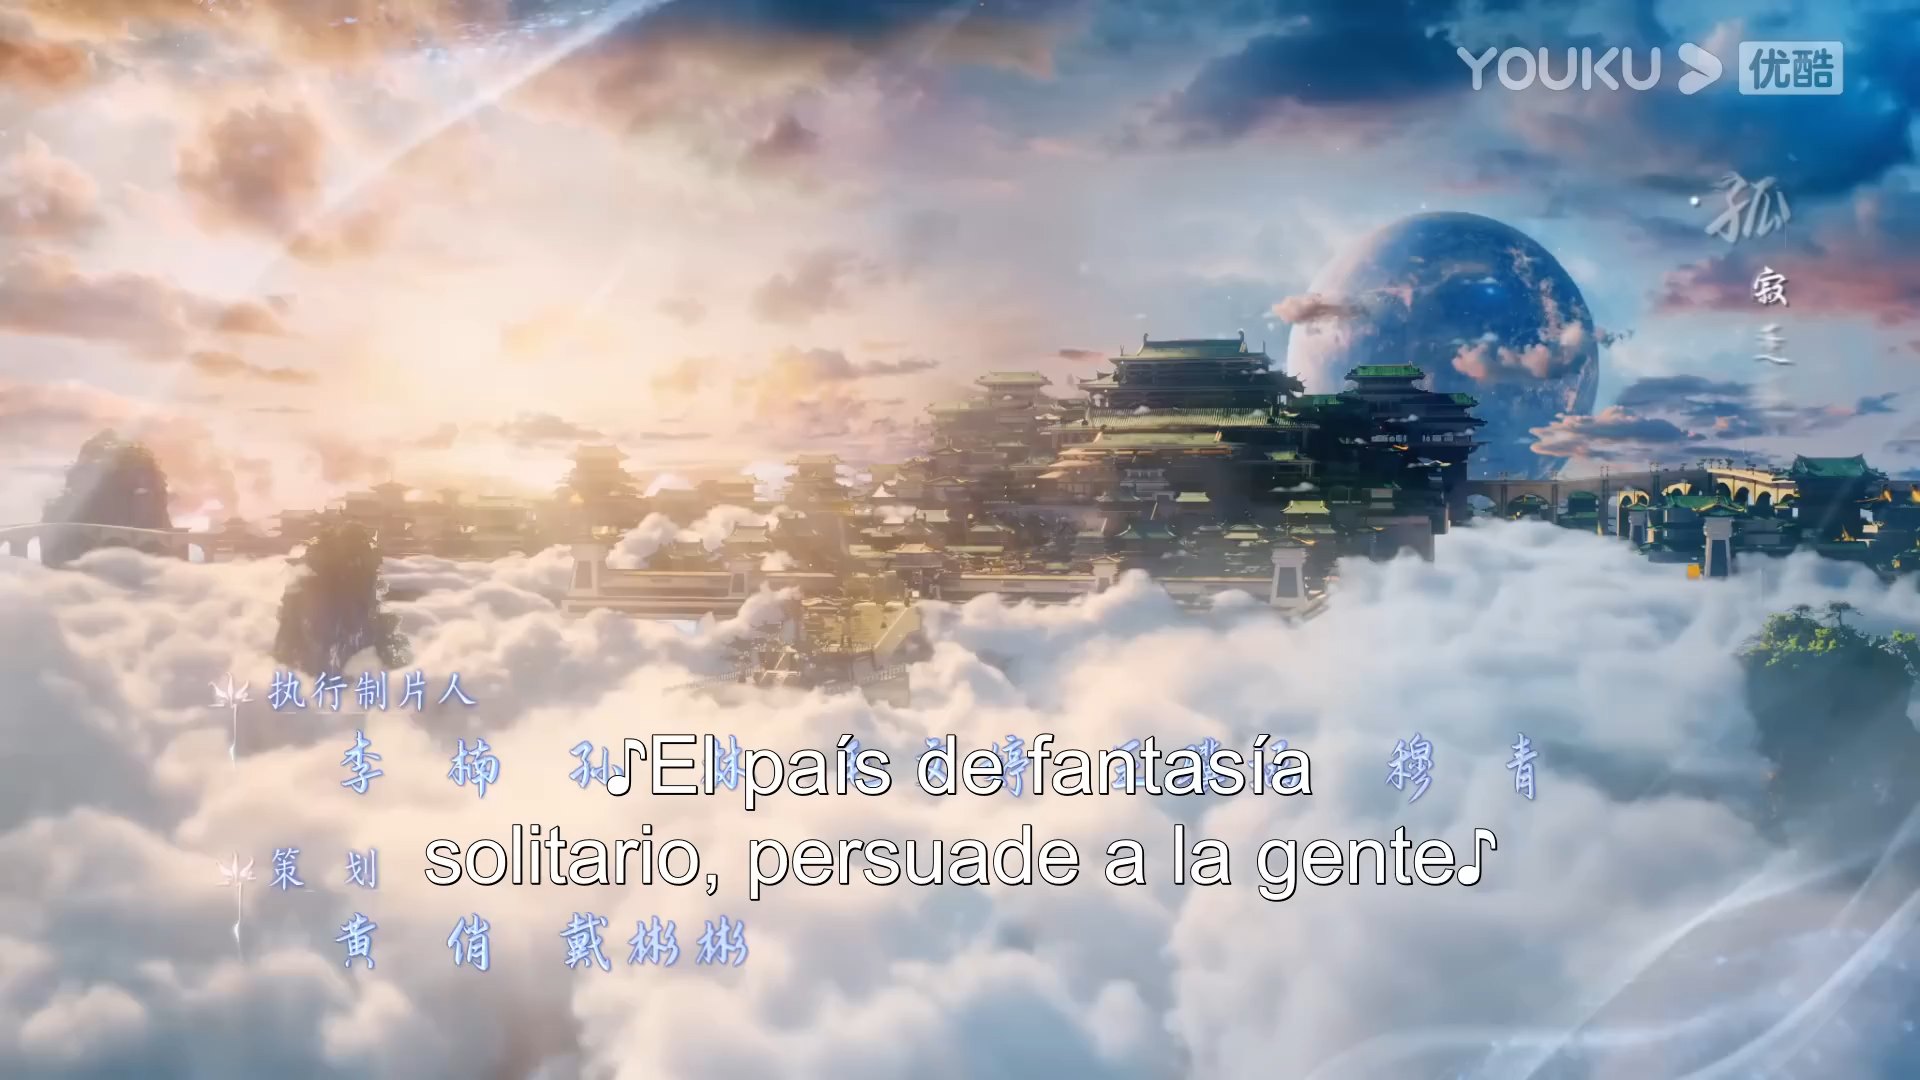 YOUKU 优酷
孤
寂
执行制片人
李楠 孙 穆青
♪El país de fantasía
solitario, persuade a la gente♪
策划
黄俏 戴彬彬